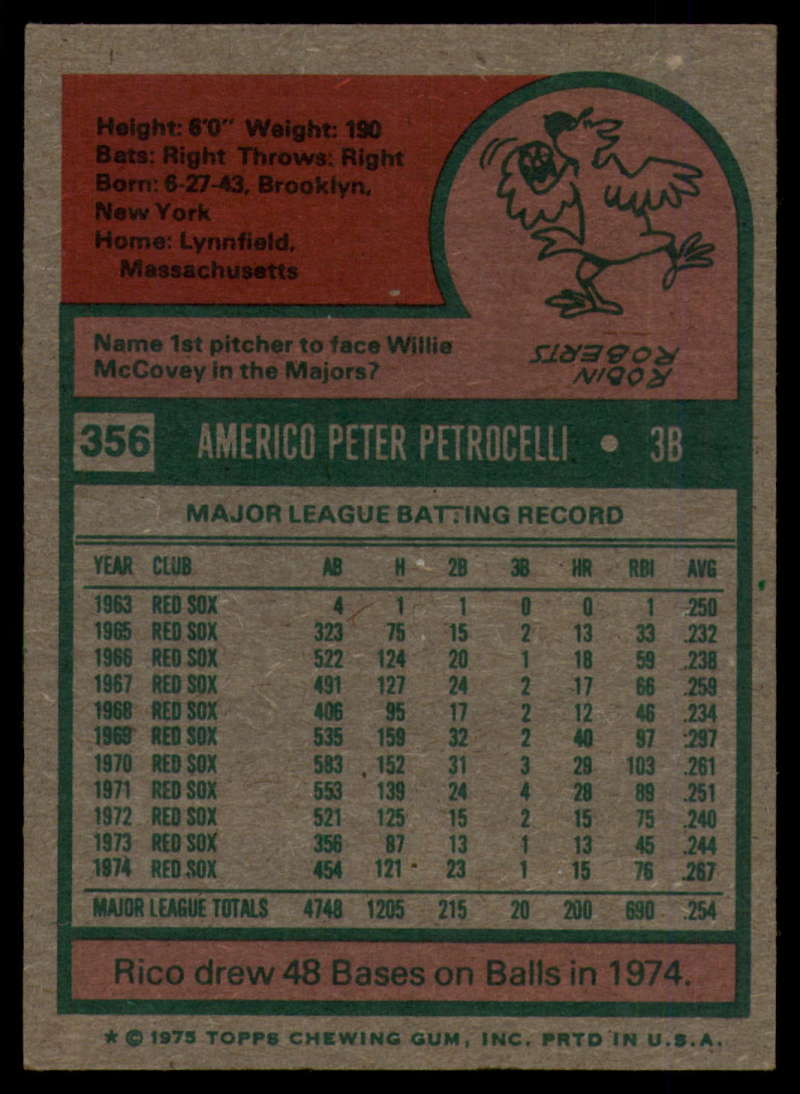 Height: 6'0" Weight: 190
Bats: Right Throws: Right
Born: 6-27-43, Brooklyn,
New York
Home: Lynnfield,
Massachusetts
Name 1st pitcher to face Willie
McCovey in the Majors?
ROBIN
ROBERTS
356 AMERICO PETER PETROCELLI • 3B
MAJOR LEAGUE BATTING RECORD
YEAR CLUB AB H 2B 3B HR RBI AVG
1963 RED SOX 4 1 1 0 0 1 .250
1965 RED SOX 323 75 15 2 13 33 .232
1966 RED SOX 522 124 20 1 18 59 .238
1967 RED SOX 491 127 24 2 17 66 .259
1968 RED SOX 406 95 17 2 12 46 .234
1969 RED SOX 535 159 32 2 40 97 .297
1970 RED SOX 583 152 31 3 29 103 .261
1971 RED SOX 553 139 24 4 28 89 .251
1972 RED SOX 521 125 15 2 15 75 .240
1973 RED SOX 356 87 13 1 13 45 .244
1974 RED SOX 454 121 23 1 15 76 .267
MAJOR LEAGUE TOTALS 4748 1205 215 20 200 690 .254
Rico drew 48 Bases on Balls in 1974.
* © 1975 TOPPS CHEWING GUM, INC. PRTD IN U.S.A.